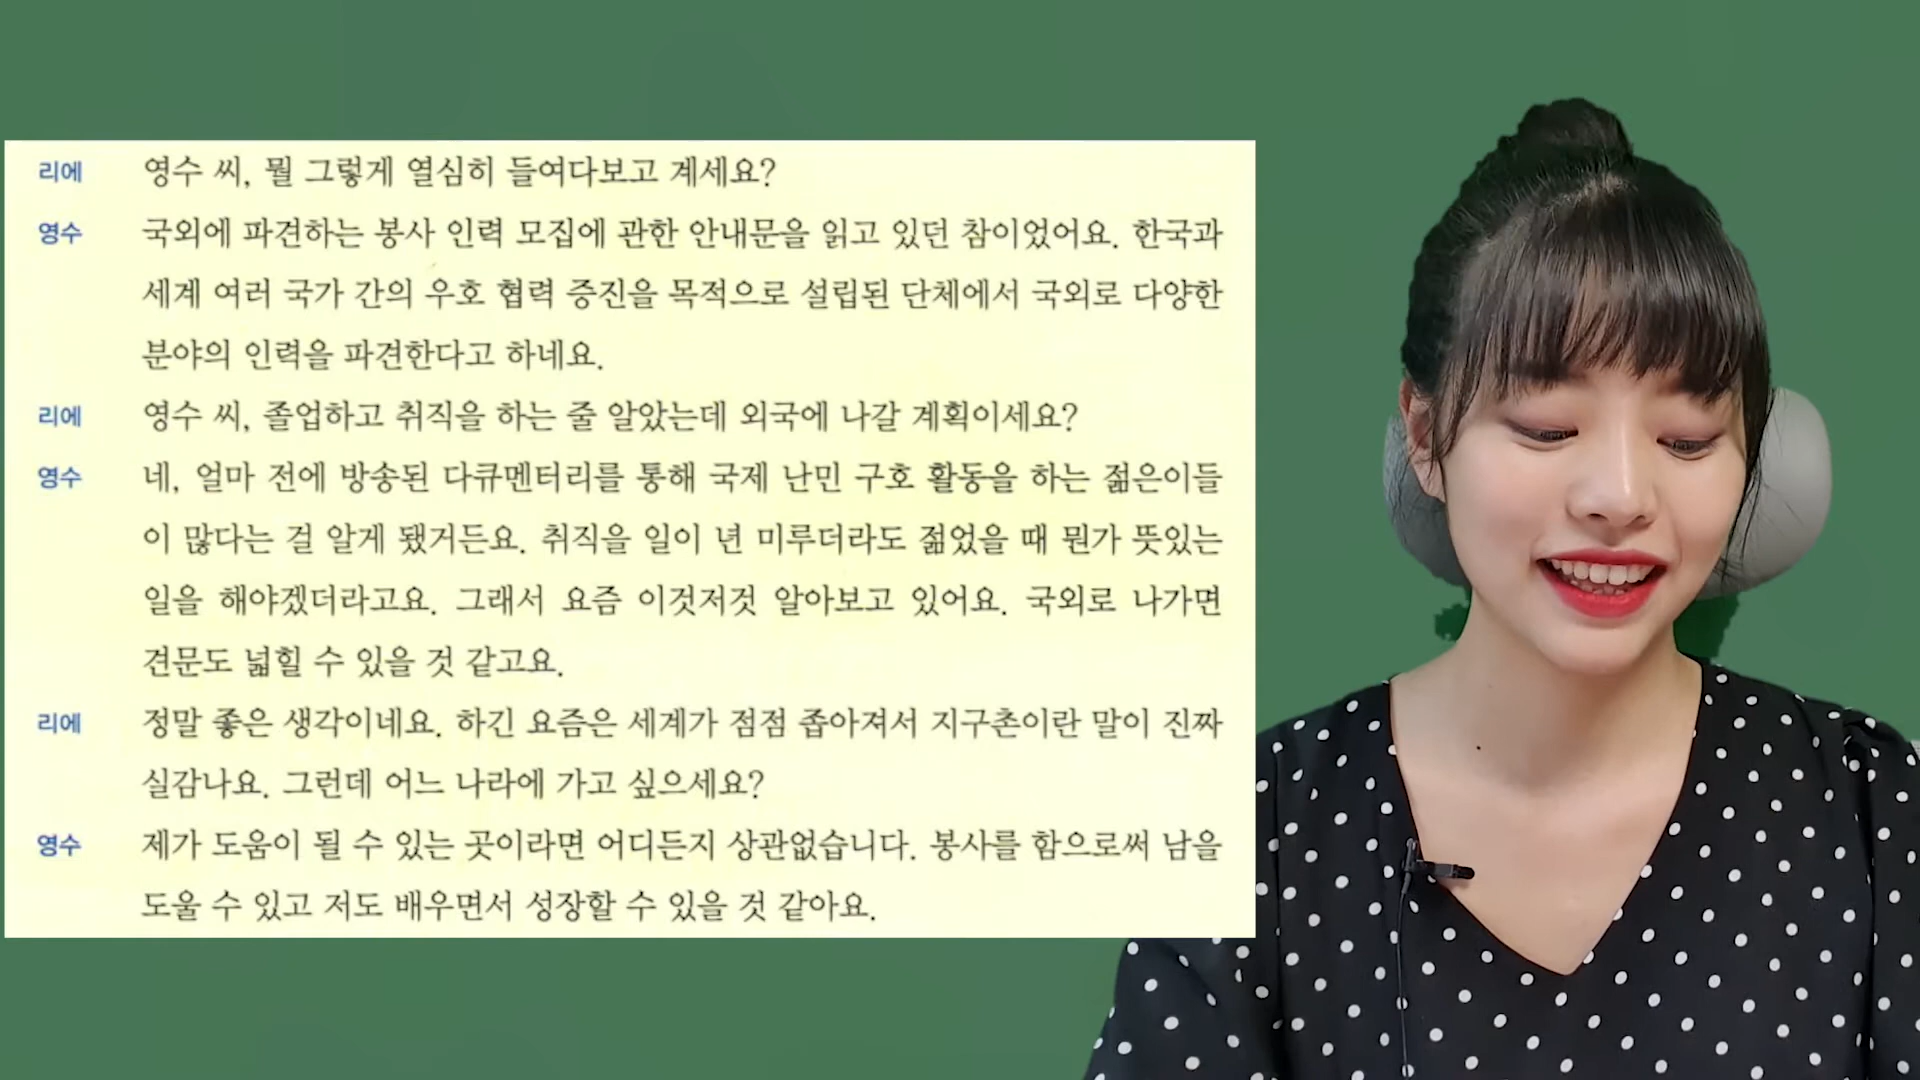 리에 영수 씨, 뭘 그렇게 열심히 들여다보고 계세요?
영수 국외에 파견하는 봉사 인력 모집에 관한 안내문을 읽고 있던 참이었어요. 한국과
세계 여러 국가 간의 우호 협력 증진을 목적으로 설립된 단체에서 국외로 다양한
분야의 인력을 파견한다고 하네요.
리에 영수 씨, 졸업하고 취직을 하는 줄 알았는데 외국에 나갈 계획이세요?
영수 네, 얼마 전에 방송된 다큐멘터리를 통해 국제 난민 구호 활동을 하는 젊은이들
이 많다는 걸 알게 됐거든요. 취직을 일이 년 미루더라도 젊었을 때 뭔가 뜻있는
일을 해야겠더라고요. 그래서 요즘 이것저것 알아보고 있어요. 국외로 나가면
견문도 넓힐 수 있을 것 같고요.
리에 정말 좋은 생각이네요. 하긴 요즘은 세계가 점점 좁아져서 지구촌이란 말이 진짜
실감나요. 그런데 어느 나라에 가고 싶으세요?
영수 제가 도움이 될 수 있는 곳이라면 어디든지 상관없습니다. 봉사를 함으로써 남을
도울 수 있고 저도 배우면서 성장할 수 있을 것 같아요.